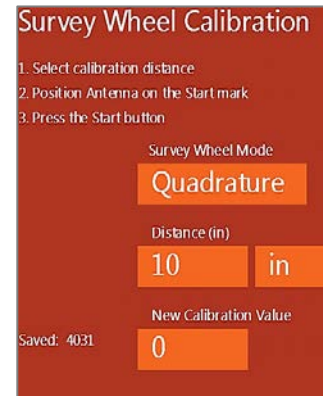 Survey Wheel Calibration
1. Select calibration distance
2. Position Antenna on the Start mark
3. Press the Start button
Survey Wheel Mode
Quadrature
Distance (in)
10 in
New Calibration Value
Saved: 4031 0